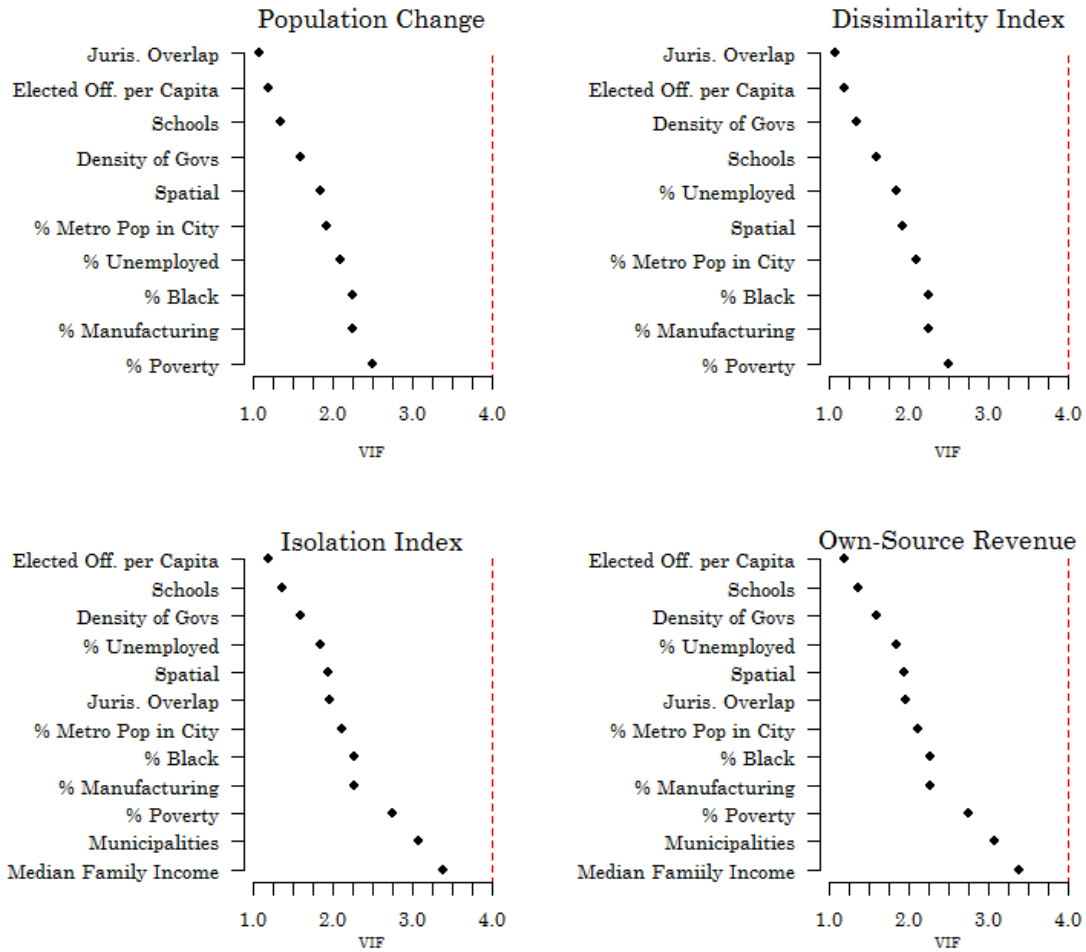 Population Change
Juris. Overlap
Elected Off. per Capita
Schools
Density of Govs
Spatial
% Metro Pop in City
% Unemployed
% Black
% Manufacturing
% Poverty
1.0 2.0 3.0 4.0
VIF
Dissimilarity Index
Juris. Overlap
Elected Off. per Capita
Density of Govs
Schools
% Unemployed
Spatial
% Metro Pop in City
% Black
% Manufacturing
% Poverty
1.0 2.0 3.0 4.0
VIF
Isolation Index
Elected Off. per Capita
Schools
Density of Govs
% Unemployed
Spatial
Juris. Overlap
% Metro Pop in City
% Black
% Manufacturing
% Poverty
Municipalities
Median Family Income
1.0 2.0 3.0 4.0
VIF
Own-Source Revenue
Elected Off. per Capita
Schools
Density of Govs
% Unemployed
Spatial
Juris. Overlap
% Metro Pop in City
% Black
% Manufacturing
% Poverty
Municipalities
Median Famiily Income
1.0 2.0 3.0 4.0
VIF